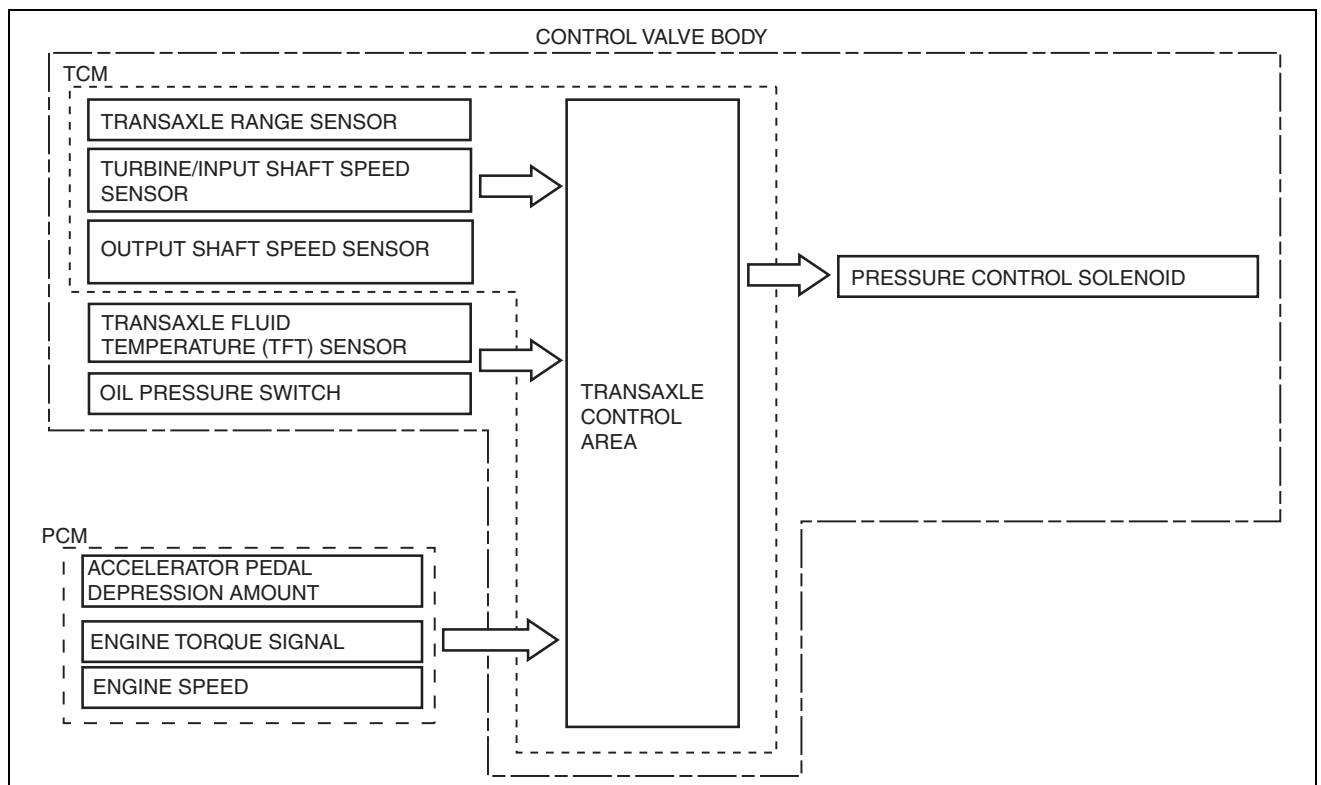 CONTROL VALVE BODY
TCM
TRANSAXLE RANGE SENSOR
TURBINE/INPUT SHAFT SPEED
SENSOR
OUTPUT SHAFT SPEED SENSOR
TRANSAXLE FLUID
TEMPERATURE (TFT) SENSOR
OIL PRESSURE SWITCH
TRANSAXLE
CONTROL
AREA
PRESSURE CONTROL SOLENOID
PCM
ACCELERATOR PEDAL
DEPRESSION AMOUNT
ENGINE TORQUE SIGNAL
ENGINE SPEED